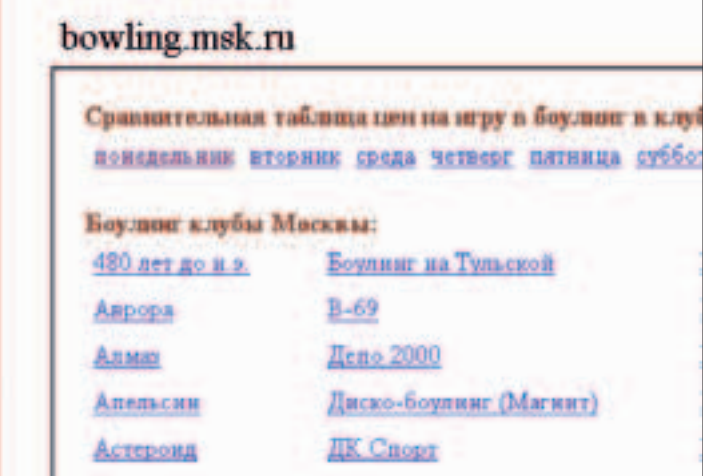 bowling.msk.ru
Сравнительная таблица цен на игру в боулинг в клуб
понедельник вторник среда четверг пятница суббот
Боулинг клубы Москвы:
480 лет до н.э. Боулинг на Тульской
Аврора В-69
Алмаз Депо 2000
Апельсин Диско-боулинг (Магнит)
Астероид ДК Спорт